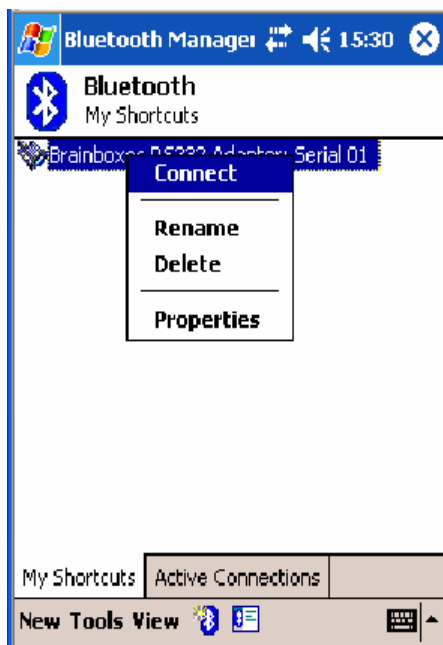 Bluetooth Manager 15:30
Bluetooth
My Shortcuts
Brainboxes Serial 01
Connect
Rename
Delete
Properties
My Shortcuts Active Connections
New Tools View